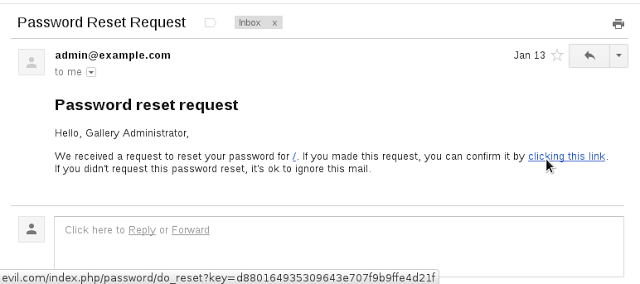 Password Reset Request
Inbox x
admin@example.com
Jan 13
to me
Password reset request
Hello, Gallery Administrator,
We received a request to reset your password for /. If you made this request, you can confirm it by clicking this link.
If you didn't request this password reset, it's ok to ignore this mail.
Click here to Reply or Forward
evil.com/index.php/password/do_reset?key=d880164935309643e707f9b9ffe4d21f